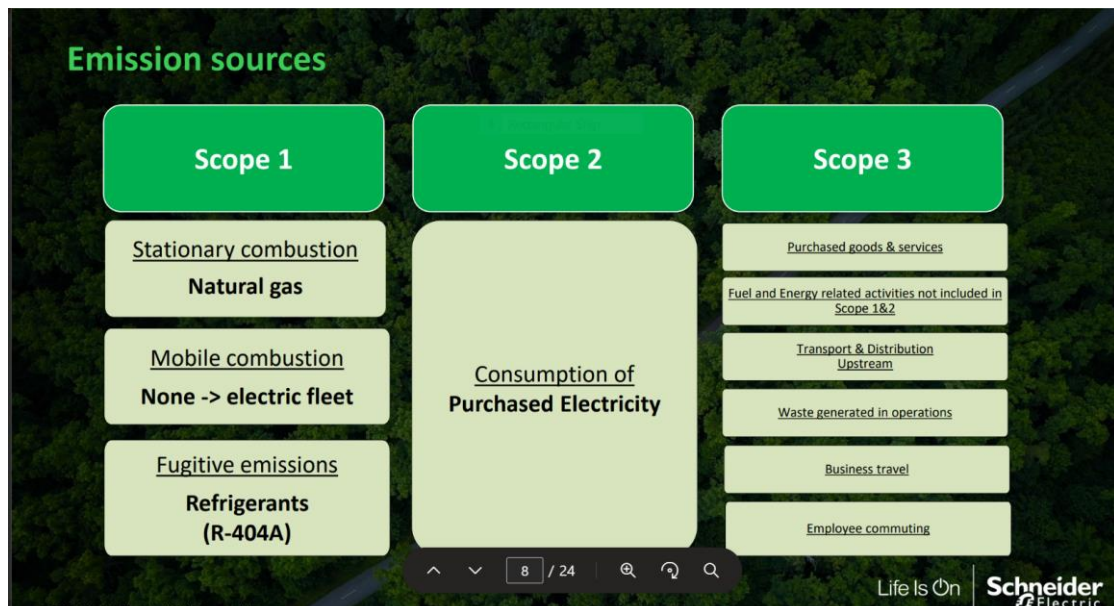 Emission sources
Scope 1
Stationary combustion
Natural gas
Mobile combustion
None -> electric fleet
Fugitive emissions
Refrigerants
(R-404A)
Scope 2
Consumption of
Purchased Electricity
Scope 3
Purchased goods & services
Fuel and Energy related activities not included in
Scope 1&2
Transport & Distribution
Upstream
Waste generated in operations
Business travel
Employee commuting
8 / 24
Life Is On
Schneider
Electric